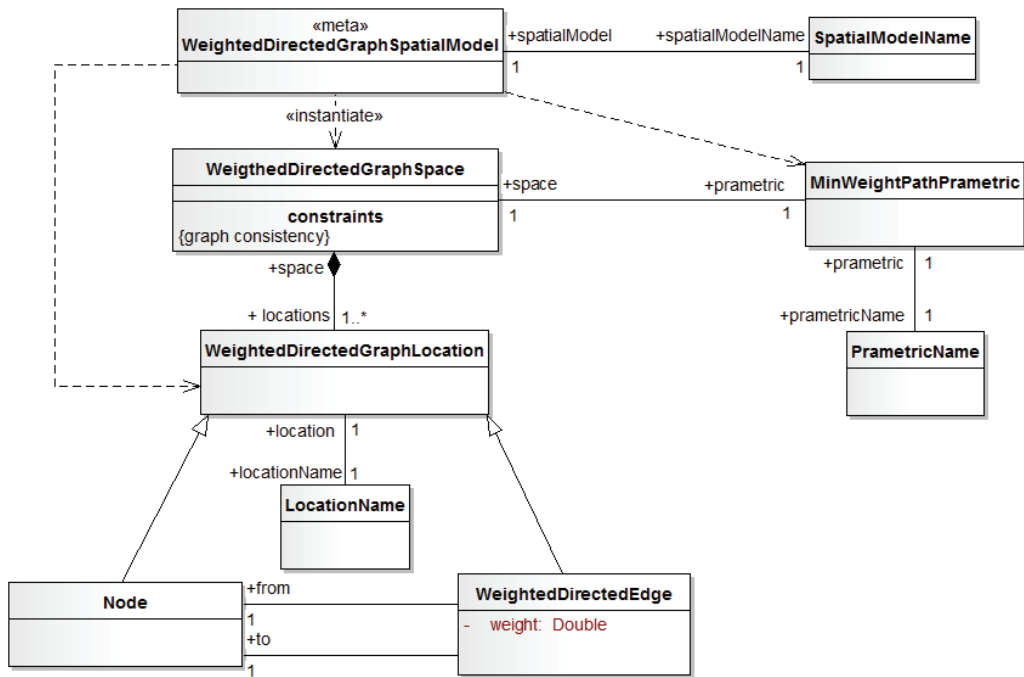 «meta»
WeightedDirectedGraphSpatialModel
+spatialModel
+spatialModelName
1
1
SpatialModelName
«instantiate»
WeigthedDirectedGraphSpace
constraints
{graph consistency}
+space
+prametric
1
1
MinWeightPathPrametric
+prametric
1
+prametricName
1
PrametricName
+space
+ locations
1..*
WeightedDirectedGraphLocation
+location
1
+locationName
1
LocationName
Node
+from
1
+to
1
WeightedDirectedEdge
- weight: Double